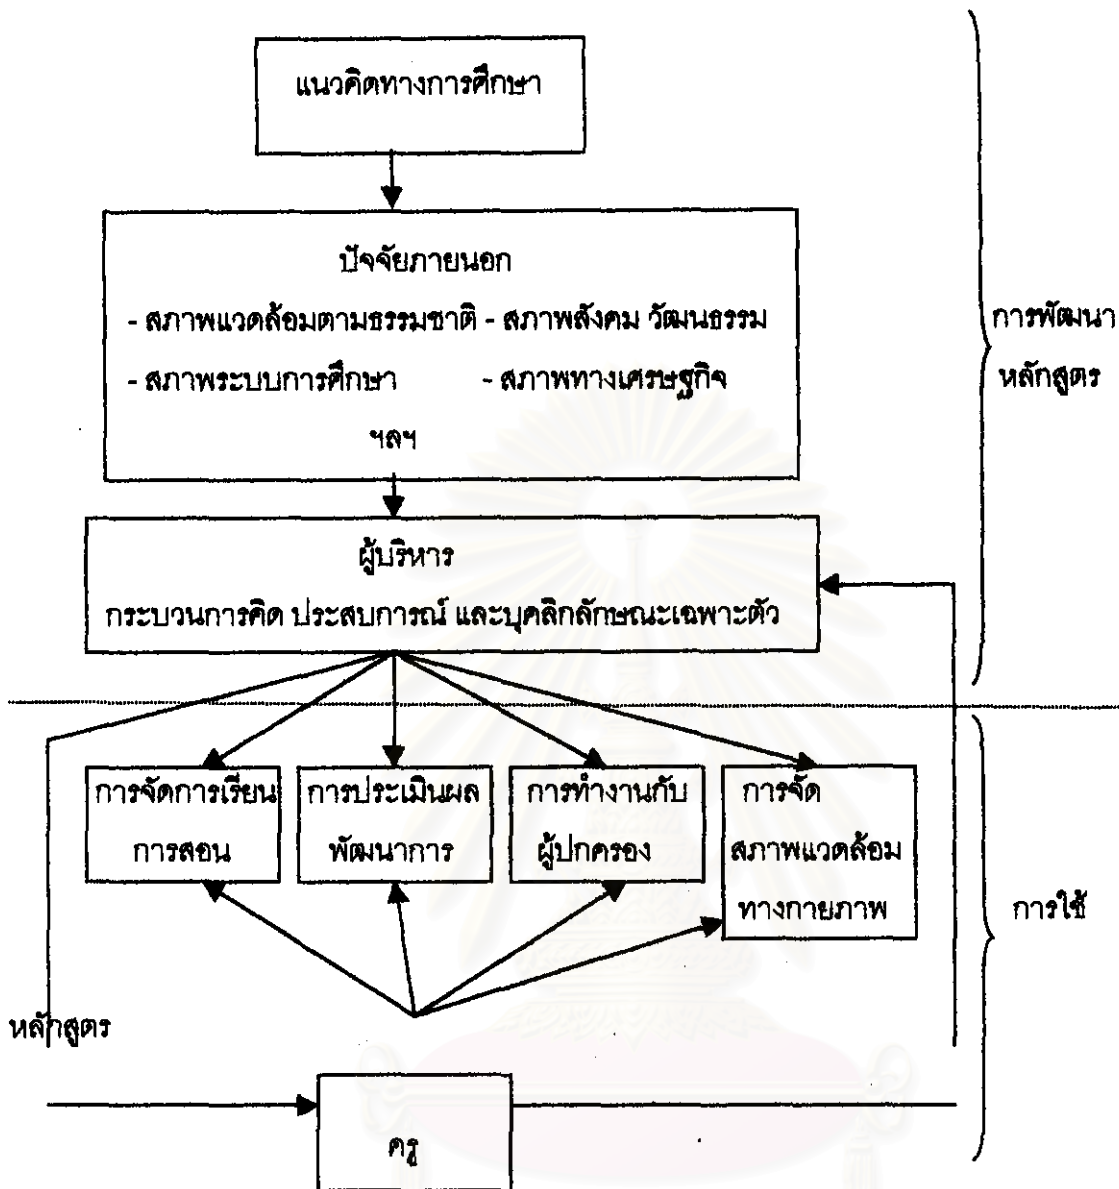 แนวคิดทางการศึกษา
ปัจจัยภายนอก
- สภาพแวดล้อมตามธรรมชาติ - สภาพสังคม วัฒนธรรม
- สภาพระบบการศึกษา - สภาพทางเศรษฐกิจ
ฯลฯ
การพัฒนา
หลักสูตร
ผู้บริหาร
กระบวนการคิด ประสบการณ์ และบุคลิกลักษณะเฉพาะตัว
การจัดการเรียน
การสอน
การประเมินผล
พัฒนาการ
การทำงานกับ
ผู้ปกครอง
การจัด
สภาพแวดล้อม
ทางกายภาพ
การใช้
หลักสูตร
ครู